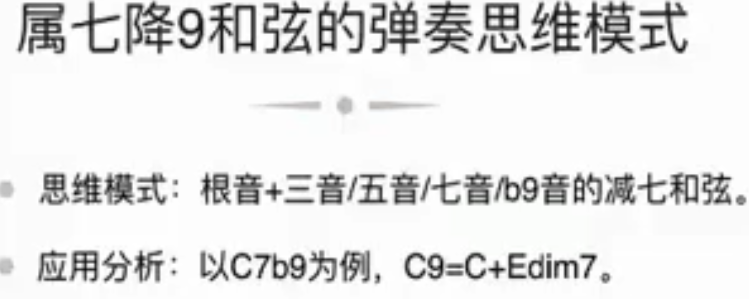 属七降9和弦的弹奏思维模式
思维模式：根音+三音/五音/七音/b9音的减七和弦。
应用分析：以C7b9为例，C9=C+Edim7。